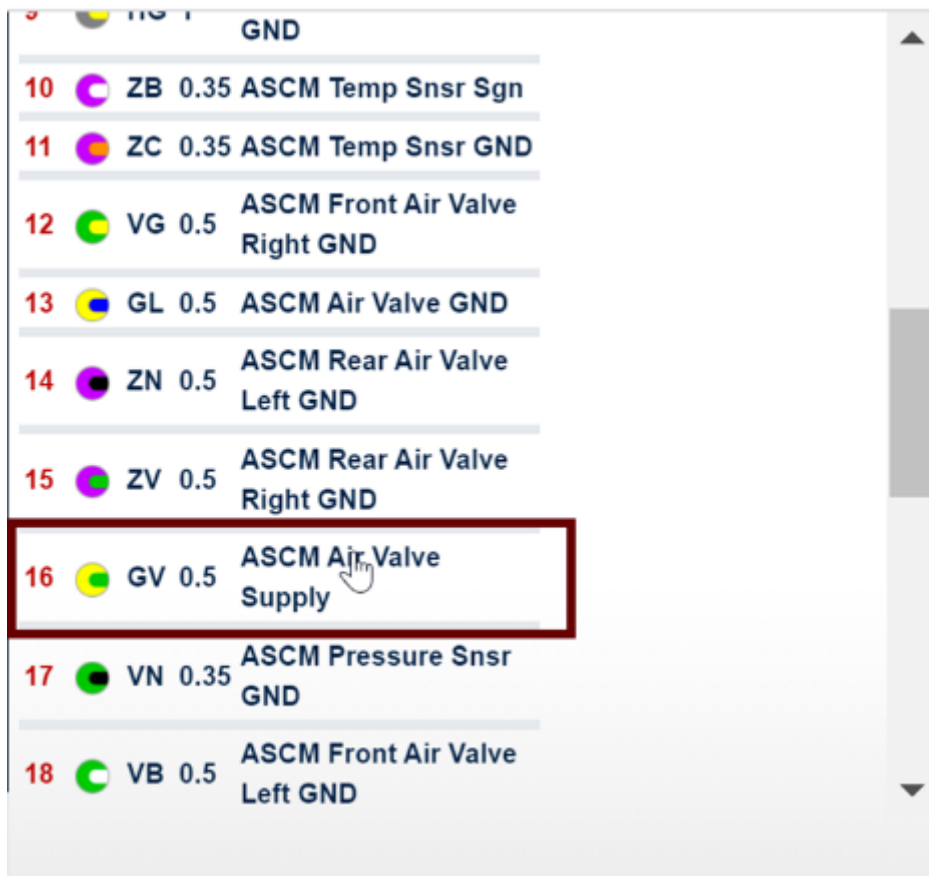 GND
10 ZB 0.35 ASCM Temp Snsr Sgn
11 ZC 0.35 ASCM Temp Snsr GND
12 VG 0.5 ASCM Front Air Valve
Right GND
13 GL 0.5 ASCM Air Valve GND
14 ZN 0.5 ASCM Rear Air Valve
Left GND
15 ZV 0.5 ASCM Rear Air Valve
Right GND
16 GV 0.5 ASCM Air Valve
Supply
17 VN 0.35 ASCM Pressure Snsr
GND
18 VB 0.5 ASCM Front Air Valve
Left GND